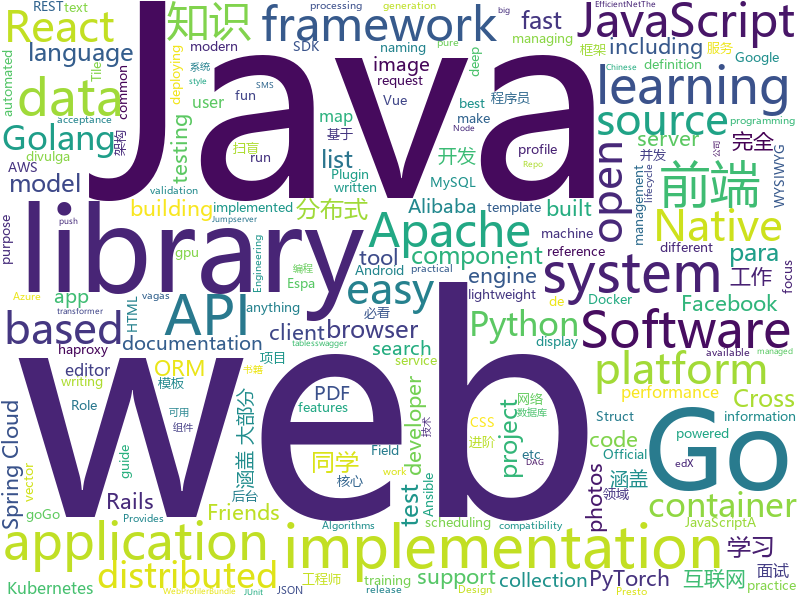 REST text
processing
generation
big
EfficientNetThe
React
知识
framework
SDK
modern
naming
deep
fast
managing
JavaScript
框架
服务
automated
Tile
common
deploying
系统
language
image
request
including
definition
Google
Chinese
style
data
架构
user
fun
Vue
best
make
learning
程序员
acceptance
map
基于
Golang
testing
扫盲
run
profile
Node
source
programming
divulga
list
Plugin
written
开发
MySQL
server
完全
并发
公司
AWS
model
validation
implemented
Jumpserver
Java
分布式
Alibaba
template
Repo
前端
open
management
lifecycle
WYSIWYG
purpose
building
library
Apache
built
machine
reference
Native
different
focus
Engineering
gpu
tool
Android
practical
component
system
para
工作
Azure
app
Espa
engine
lightweight
de
Docker
Facebook
transformer
HTML
vagas
编程
API
easy
anything
必看
Python
display
based
client
browser
Software
haproxy
documentation
tablesswagger
书籍
search
service
platform
available
managed
editor
writing
ORM
项目
模板
PDF
features
developer
performance
Cross
information
Spring Cloud
Role
guide
vector
web
涵盖 大部分
技术
css
进阶
project
网络
数据库
可用
组件
etc
Struct
code
Official
powered
DAG
edX
Go
Rails
goGo
后台
同学
核心
Field
work
test
Ansible
photos
涵盖
领域
container
JavaScriptA
application
工程师
Friends
implementation
scheduling
compatibility
学习
Kubernetes
distributed
Provides
WebProfilerBundle
JSON
training
release
Algorithms
JUnit
support
Design
collection
PyTorch
practice
Presto
互联网
面试
pure
SMS
push